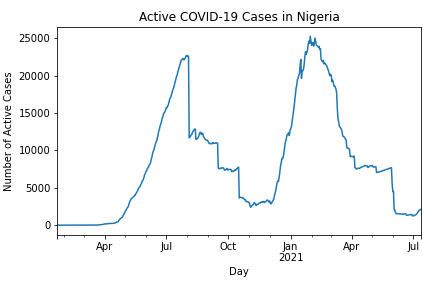 Active COVID-19 Cases in Nigeria
Number of Active Cases
25000
20000
15000
10000
5000
0
Apr
Jul
Oct
Jan
2021
Apr
Jul
Day